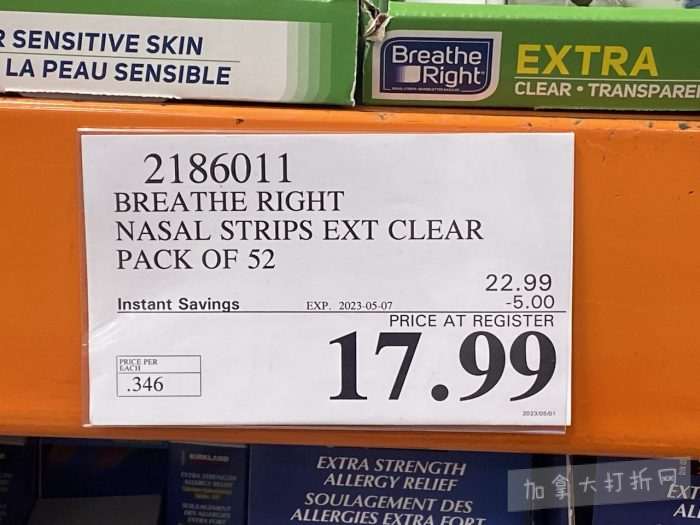 R SENSITIVE SKIN
LA PEAU SENSIBLE
Breathe
Right
EXTRA
CLEAR • TRANSPARE
2186011
BREATHE RIGHT
NASAL STRIPS EXT CLEAR
PACK OF 52
22.99
Instant Savings EXP. 2023-05-07 -5.00
PRICE AT REGISTER
17.99
PRICE PER
EACH
.346
2023/05/01
KIRKLAND
EXTRA STRENGTH
ALLERGY RELIEF
SOULAGEMENT DES
ALLERGIES EXTRA FORT
EXT
AL
加拿大打折网